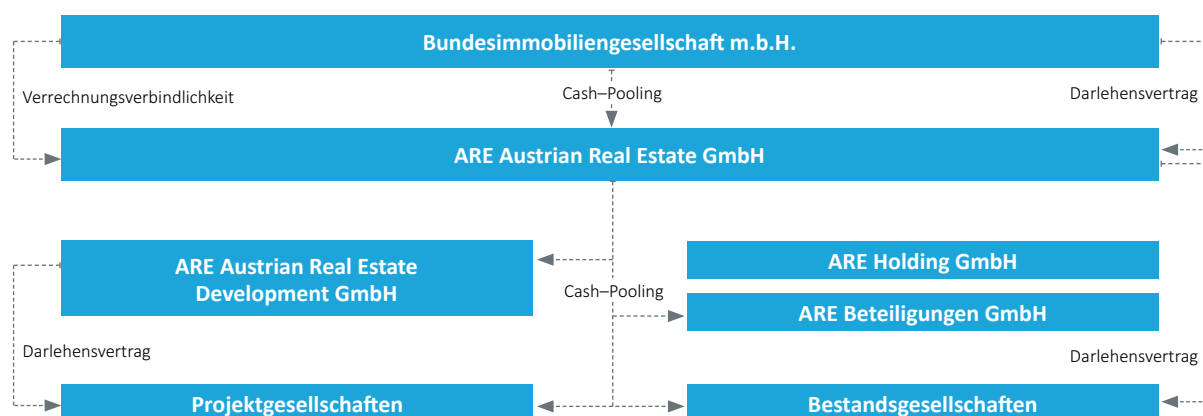 Bundesimmobiliengesellschaft m.b.H.
Verrechnungsverbindlichkeit
Cash–Pooling
Darlehensvertrag
ARE Austrian Real Estate GmbH
ARE Austrian Real Estate
Development GmbH
ARE Holding GmbH
Cash–Pooling
ARE Beteiligungen GmbH
Darlehensvertrag
Darlehensvertrag
Projektgesellschaften
Bestandsgesellschaften